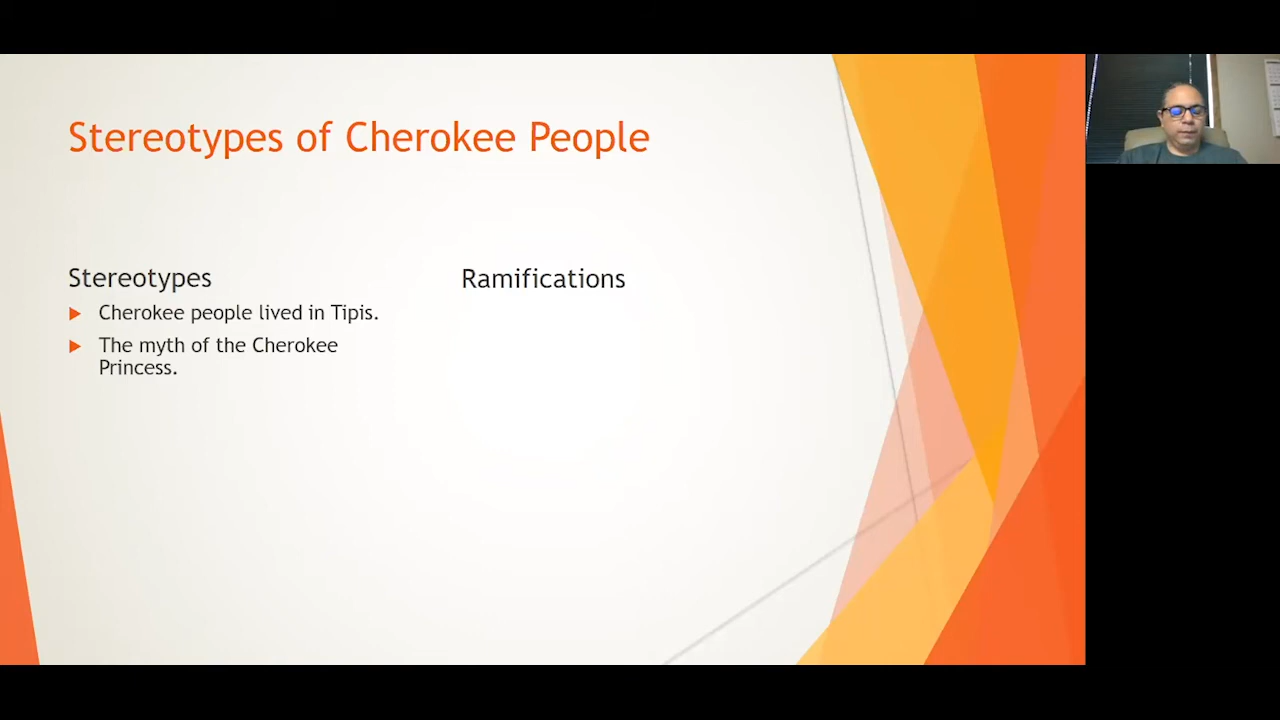 Stereotypes of Cherokee People
Stereotypes
Cherokee people lived in Tipis.
The myth of the Cherokee
Princess.
Ramifications